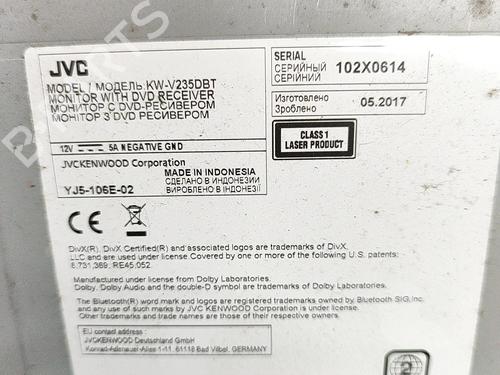 JVC
MODEL / МОДЕЛЬ KW-V235DBT
MONITOR WITH DVD RECEIVER
МОНИТОР С DVD-РЕСИВЕРОМ
МОНІТОР З DVD РЕСИВЕРОМ
12V 5A NEGATIVE GND
JVCKENWOOD Corporation
MADE IN INDONESIA
СДЕЛАНО В ИНДОНЕЗИИ
YJ5-106E-02
ВИРОБЛЕНО В ІНДОНЕЗІЇ
SERIAL
СЕРИЙНЫЙ
СЕРІЙНИЙ
102X0614
Изготовлено
Зроблено
05.2017
CLASS 1
LASER PRODUCT
CE
DivX(R), DivX Certified(R) and associated logos are trademarks of DivX,
LLC and are used under license. Covered by one or more of the following U.S. patents:
8,731,369; RE45,052
Manufactured under license from Dolby Laboratories.
Dolby, Dolby Audio and the double-D symbol are trademarks of Dolby Laboratories.
The Bluetooth(R) word mark and logos are registered trademarks owned by Bluetooth SIG,Inc.
and any use of such marks by JVC KENWOOD Corporation is under license.
Other trademarks and trade names are those of their respective owners.
EU contact address :
JVCKENWOOD Deutschland GmbH
Konrad-Adenauer-Allee 1-11, 61118 Bad Vilbel, GERMANY
2